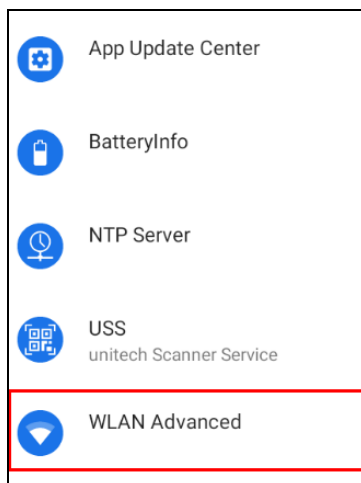 App Update Center
BatteryInfo
NTP Server
USS
unitech Scanner Service
WLAN Advanced